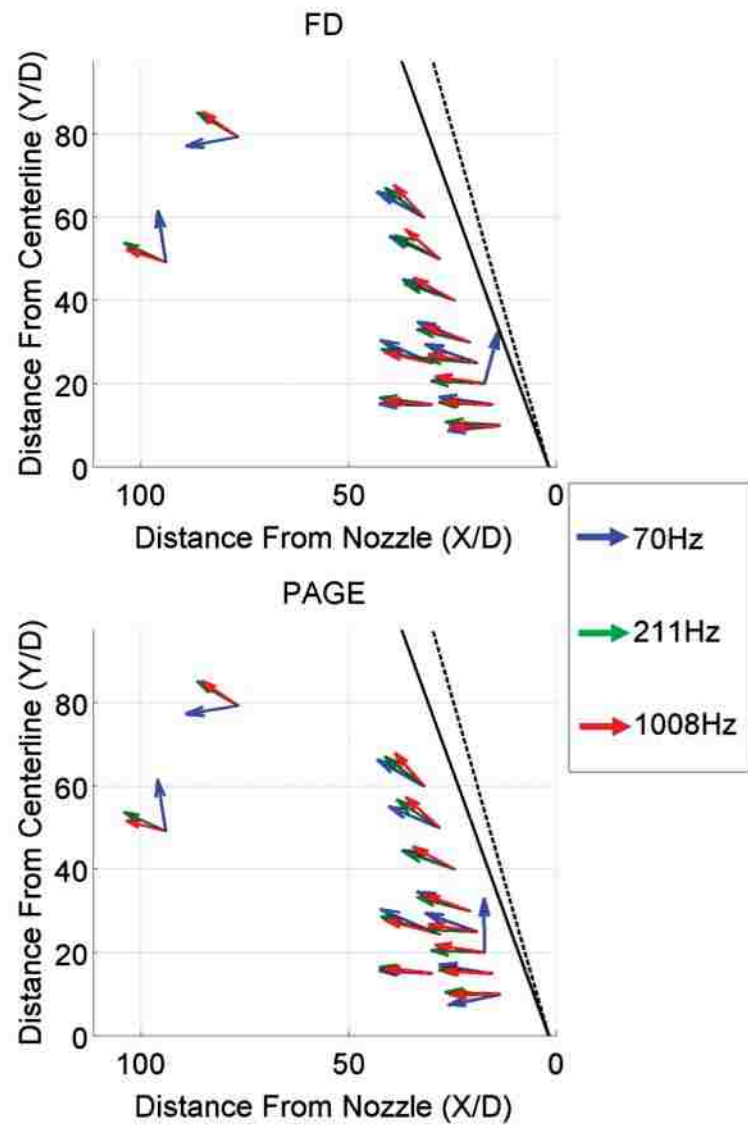 FD
Distance From Centerline (Y/D)
80
60
40
20
0
100
50
0
Distance From Nozzle (X/D)
70Hz
211Hz
1008Hz
PAGE
Distance From Centerline (Y/D)
80
60
40
20
0
100
50
0
Distance From Nozzle (X/D)